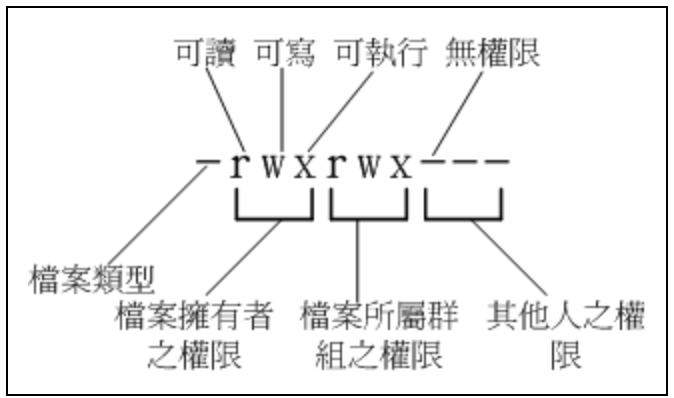 可讀 可寫 可執行 無權限
-rwxrwx---
檔案類型
檔案擁有者
之權限
檔案所屬群
組之權限
其他人之權
限